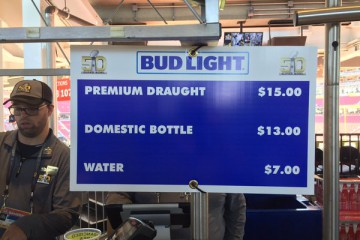 50 BUD LIGHT 50
PREMIUM DRAUGHT $15.00
DOMESTIC BOTTLE $13.00
WATER $7.00